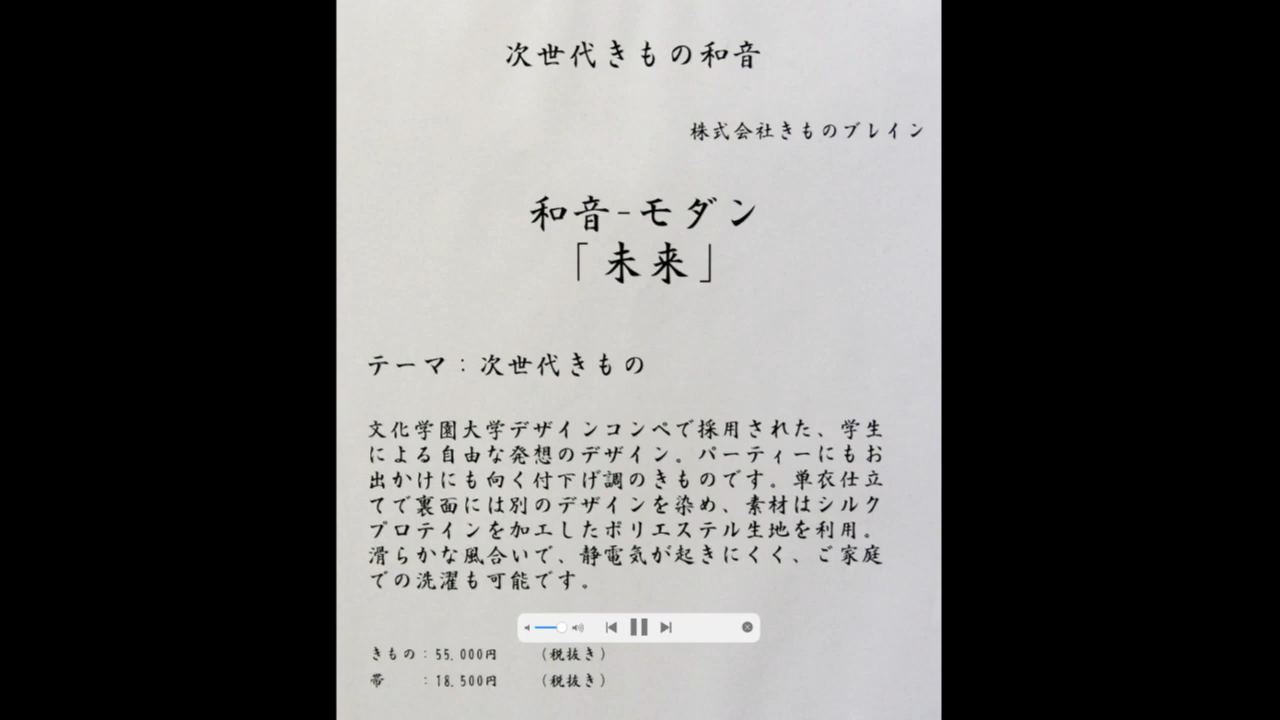 次世代きもの和音
株式会社きものブレイン
和音-モダン
「未来」
テーマ：次世代きもの
文化学園大学デザインコンペで採用された、学生
による自由な発想のデザイン。パーティーにもお
出かけにも向く付下げ調のきものです。単衣仕立
てで裏面には別のデザインを染め、素材はシルク
プロテインを加工したポリエステル生地を利用。
滑らかな風合いで、静電気が起きにくく、ご家庭
での洗濯も可能です。
きもの：55,000円　（税抜き）
帯　：18,500円　（税抜き）